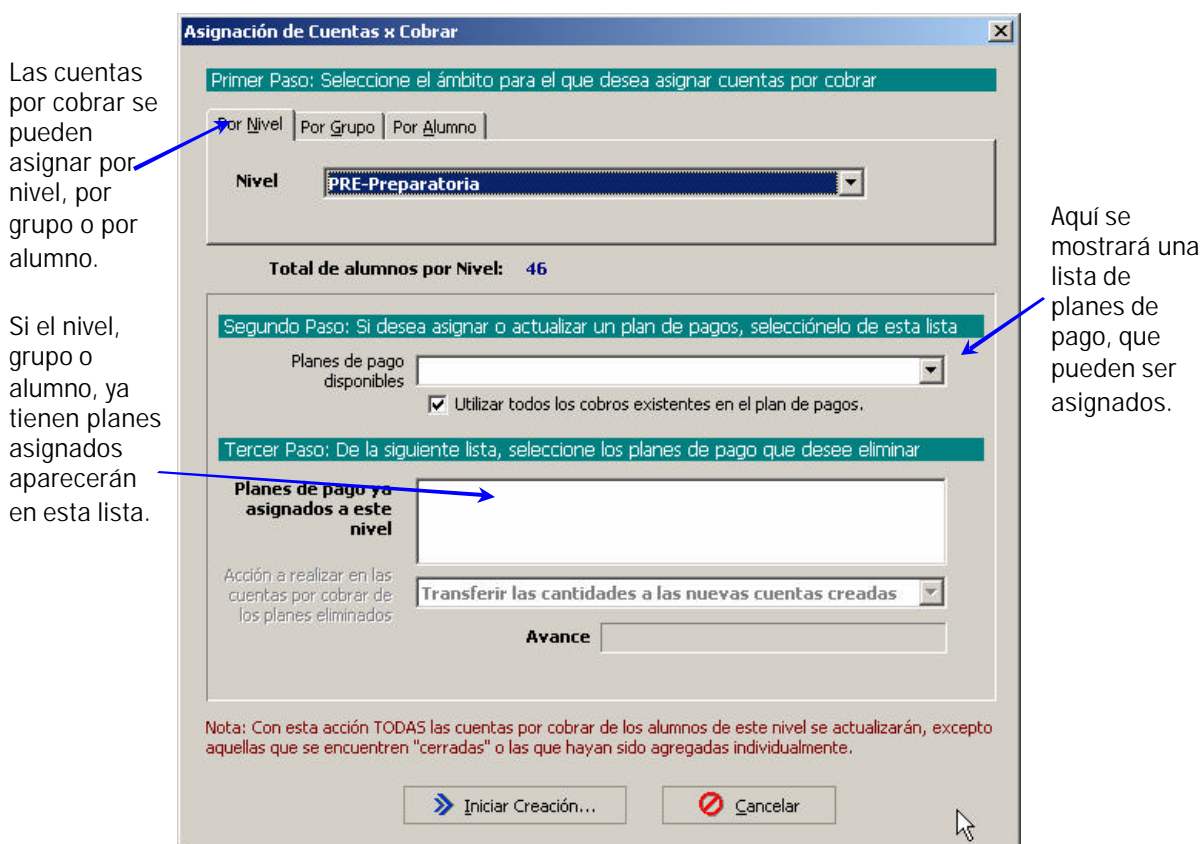 Las cuentas
por cobrar se
pueden
asignar por
nivel, por
grupo o por
alumno.
Si el nivel,
grupo o
alumno, ya
tienen planes
asignados
aparecerán
en esta lista.
Asignación de Cuentas x Cobrar
Primer Paso: Seleccione el ámbito para el que desea asignar cuentas por cobrar
Por Nivel Por Grupo Por Alumno
Nivel PRE-Preparatoria
Total de alumnos por Nivel: 46
Segundo Paso: Si desea asignar o actualizar un plan de pagos, selecciónelo de esta lista
Planes de pago
disponibles
Utilizar todos los cobros existentes en el plan de pagos.
Tercer Paso: De la siguiente lista, seleccione los planes de pago que desee eliminar
Planes de pago ya
asignados a este
nivel
Acción a realizar en las
cuentas por cobrar de
los planes eliminados
Transferir las cantidades a las nuevas cuentas creadas
Avance
Nota: Con esta acción TODAS las cuentas por cobrar de los alumnos de este nivel se actualizarán, excepto
aquellas que se encuentren "cerradas" o las que hayan sido agregadas individualmente.
Iniciar Creación... Cancelar
Aquí se
mostrará una
lista de
planes de
pago, que
pueden ser
asignados.